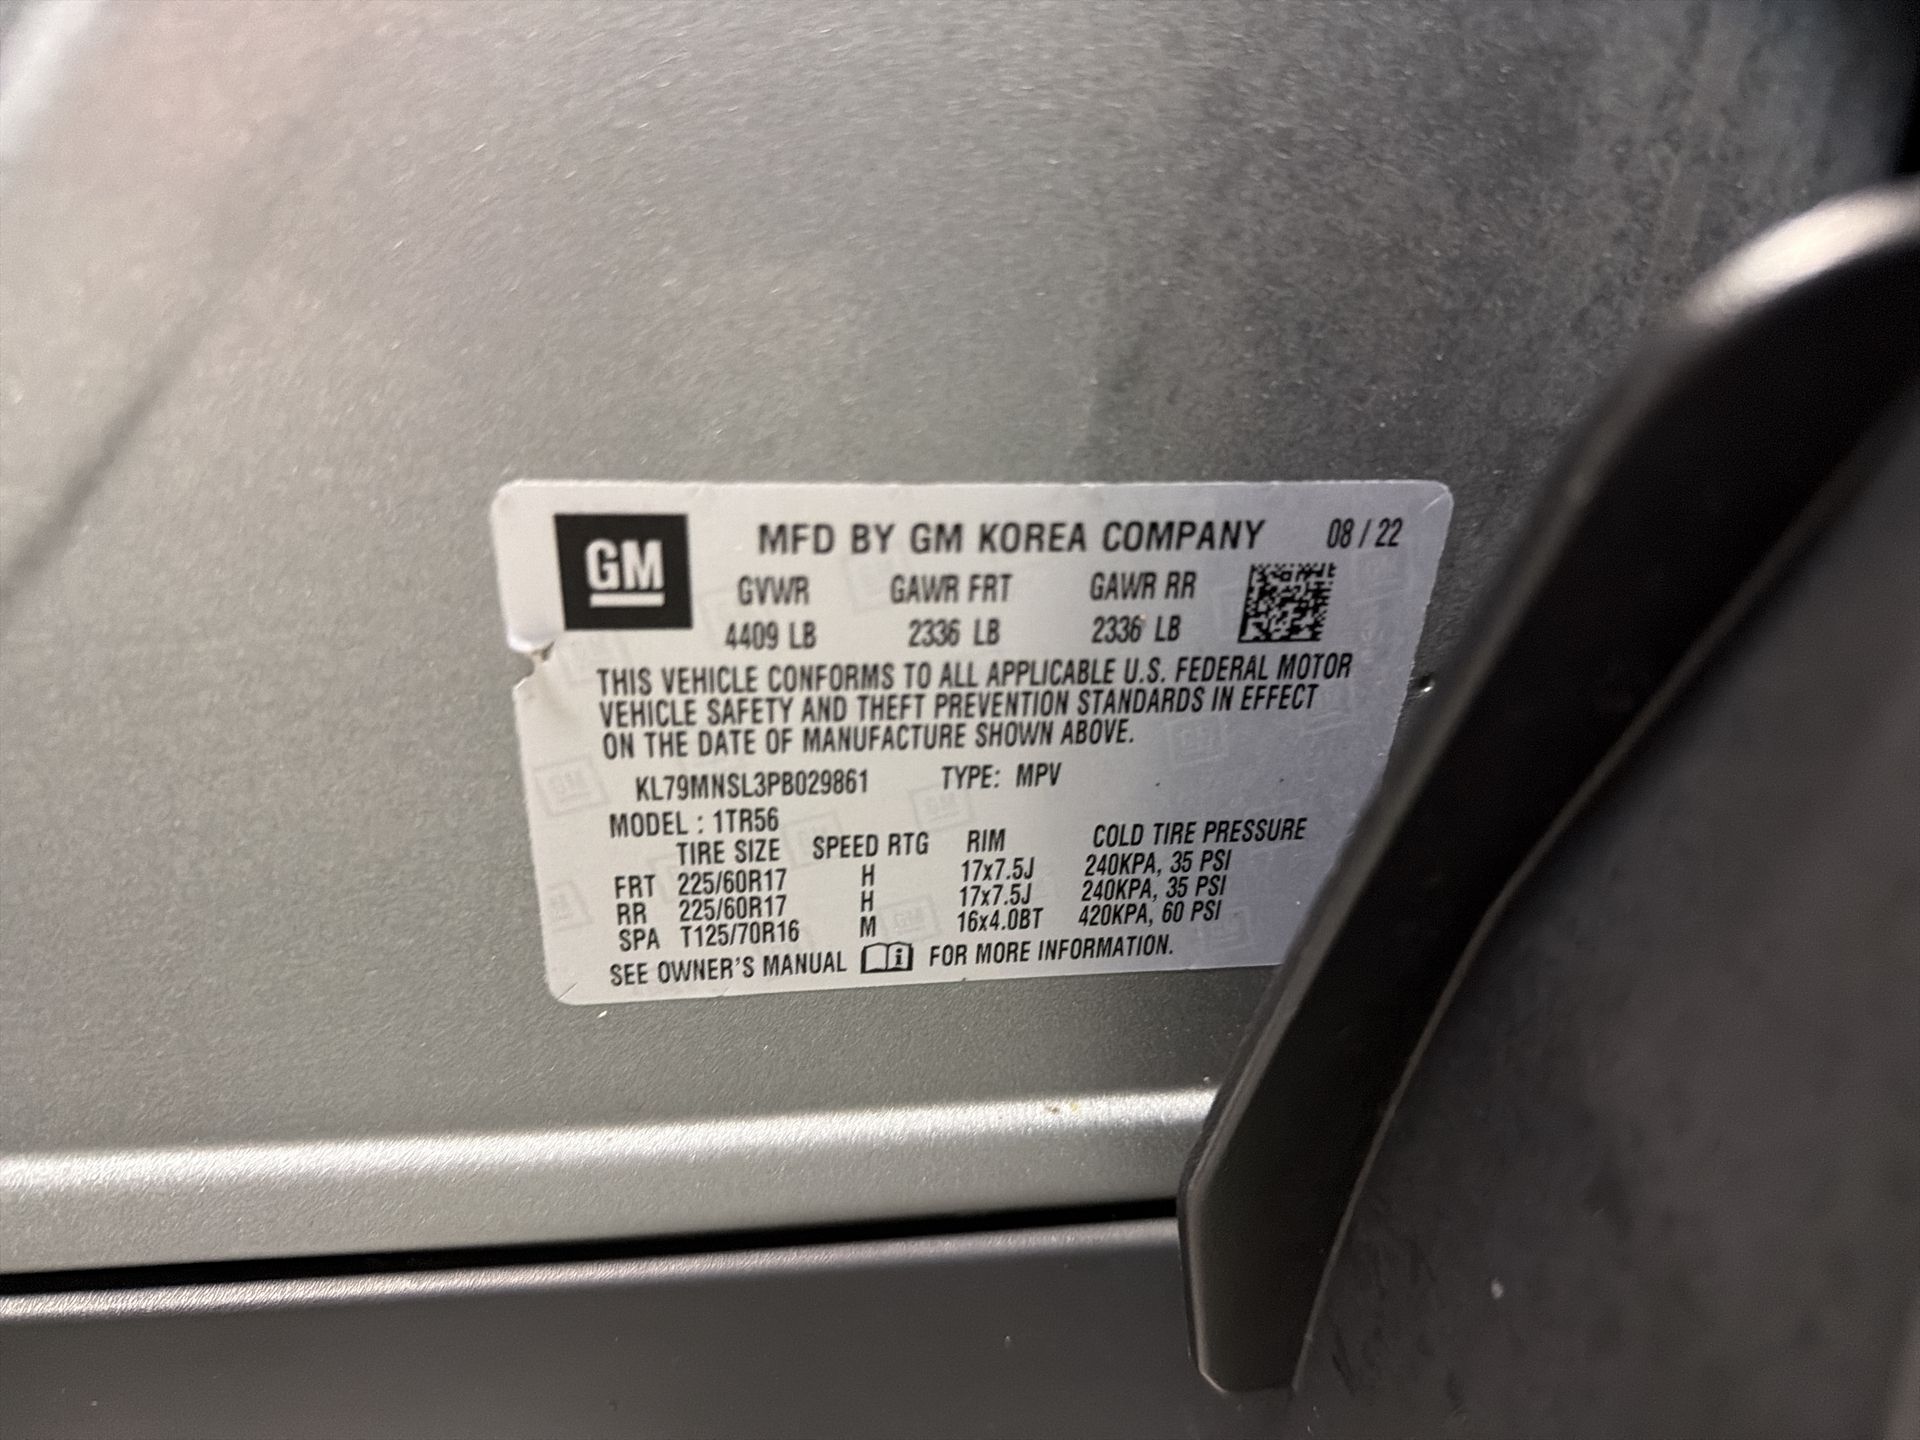 GM MFD BY GM KOREA COMPANY 08 / 22
GVWR GAWR FRT GAWR RR
4409 LB 2336 LB 2336 LB
THIS VEHICLE CONFORMS TO ALL APPLICABLE U.S. FEDERAL MOTOR
VEHICLE SAFETY AND THEFT PREVENTION STANDARDS IN EFFECT
ON THE DATE OF MANUFACTURE SHOWN ABOVE.
KL79MNSL3PB029861 TYPE: MPV
MODEL : 1TR56
TIRE SIZE SPEED RTG RIM COLD TIRE PRESSURE
FRT 225/60R17 H 17x7.5J 240KPA, 35 PSI
RR 225/60R17 H 17x7.5J 240KPA, 35 PSI
SPA T125/70R16 M 16x4.0BT 420KPA, 60 PSI
SEE OWNER'S MANUAL FOR MORE INFORMATION.